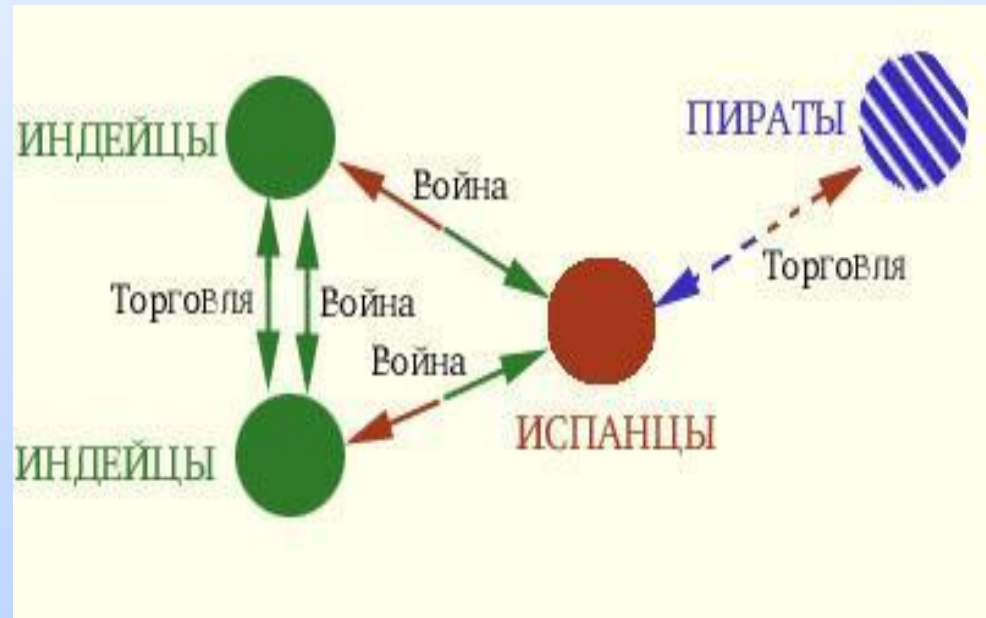 ПИРАТЫ
ИНДЕЙЦЫ
Война
Торговля
Торговля
Война
Война
ИСПАНЦЫ
ИНДЕЙЦЫ